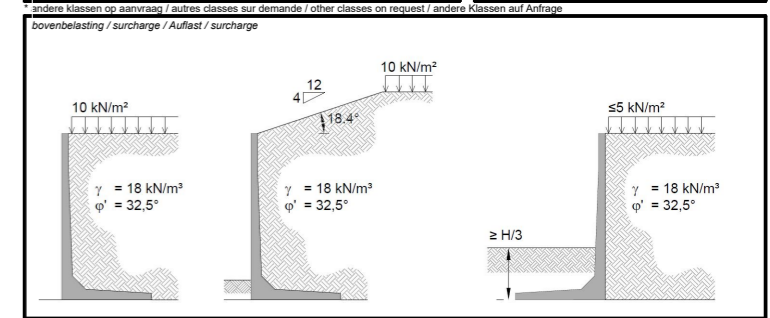 * andere klassen op aanvraag / autres classes sur demande / other classes on request / andere Klassen auf Anfrage
bovenbelasting / surcharge / Auflast / surcharge
10 kN/m²
γ = 18 kN/m³
φ' = 32,5°
12
4
18.4°
10 kN/m²
γ = 18 kN/m³
φ' = 32,5°
≤5 kN/m²
γ = 18 kN/m³
φ' = 32,5°
≥ H/3